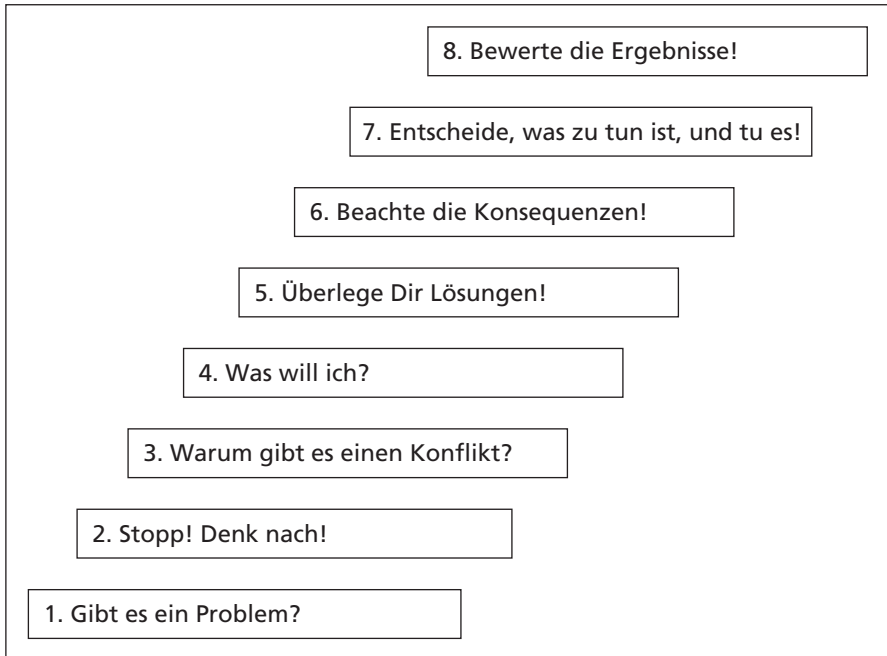 8. Bewerte die Ergebnisse!
7. Entscheide, was zu tun ist, und tu es!
6. Beachte die Konsequenzen!
5. Überlege Dir Lösungen!
4. Was will ich?
3. Warum gibt es einen Konflikt?
2. Stopp! Denk nach!
1. Gibt es ein Problem?